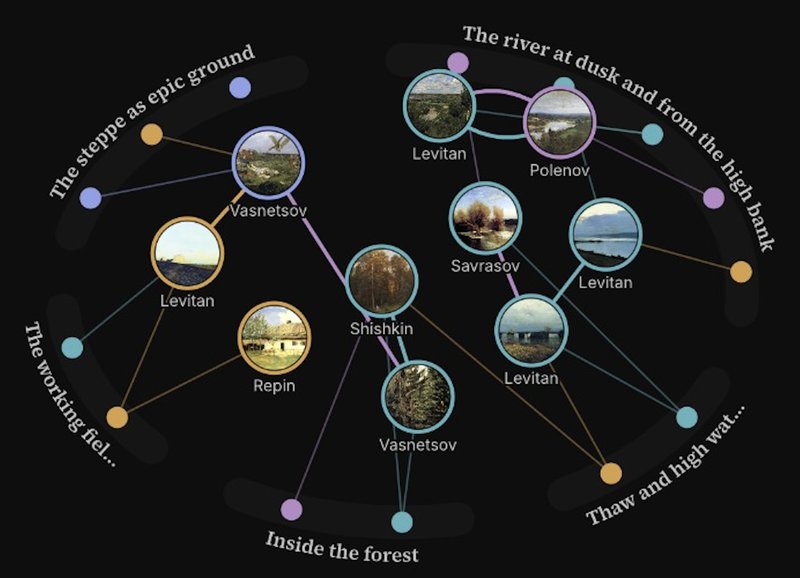 The steppe as epic ground
The river at dusk and from the high bank
Levitan
Polenov
Vasnetsov
Savrasov
Levitan
Levitan
Shishkin
Levitan
Repin
Vasnetsov
The working fiel...
Thaw and high wat...
Inside the forest